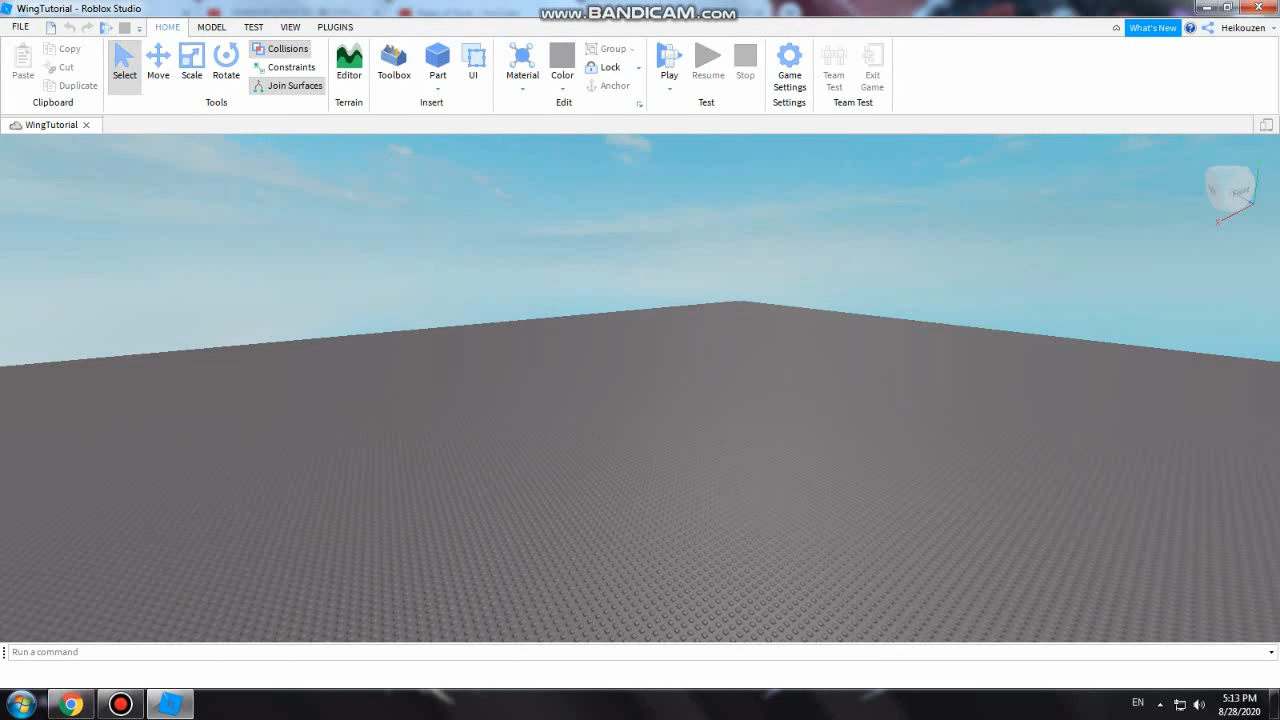 WingTutorial - Roblox Studio
www.BANDICAM.com
FILE HOME MODEL TEST VIEW PLUGINS What's New Heikouzen
Paste Copy Cut Duplicate Clipboard
Select Move Scale Rotate Collisions Constraints Join Surfaces Tools
Editor Terrain
Toolbox Part UI Insert
Material Color Group Lock Anchor Edit
Play Resume Stop Test
Game Settings Settings
Team Test Exit Game Team Test
WingTutorial
Front
X
Run a command
EN 5:13 PM
8/28/2020